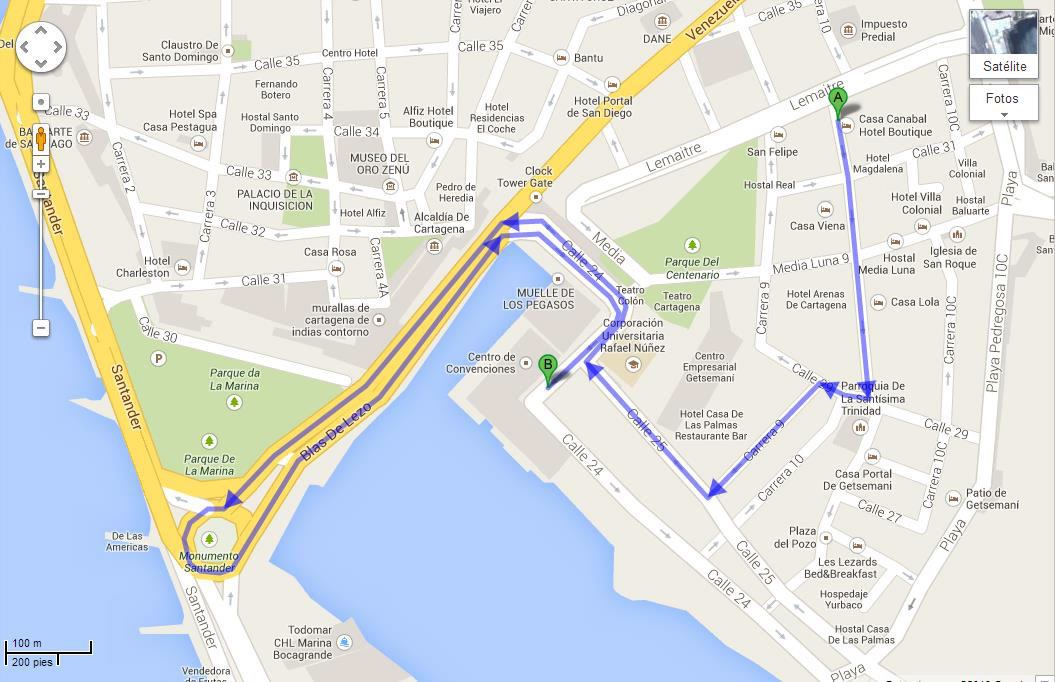 El
Viajero
Diagonal
DANE
Venezuela
Calle 35
Carrera 10
Impuesto
Predial
Satélite
Fotos
Claustro De
Santo Domingo
Centro Hotel
Calle 35
Calle 35
Bantu
Fernando
Botero
Carrera 4
Carrera 5
Hotel Portal
de San Diego
Lemaitre
A
Casa Canabal
Hotel Boutique
Carrera 10C
Calle 33
Hotel Spa
Casa Pestagua
Hostal Santo
Domingo
Calle 34
Alfiz Hotel
Boutique
Hotel
Residencias
El Coche
San Felipe
Lemaitre
Hotel
Magdalena
Calle 31
Villa
Colonial
Playa
Santander
Carrera 2
MUSEO DEL
ORO ZENÚ
Calle 33
Clock
Tower Gate
Hostal Real
Carrera 3
PALACIO DE LA
INQUISICION
Hotel Alfiz
Pedro de
Heredia
Alcaldía De
Cartagena
Hotel Villa
Colonial
Hostal
Baluarte
Casa Viena
Calle 32
Calle 24
Media
Parque Del
Centenario
Media Luna 9
Hostal
Media Luna
Iglesia de
San Roque
Casa Rosa
Carrera 4A
Hotel
Charleston
Calle 31
MUELLE DE
LOS PEGASOS
Teatro
Colón
Teatro
Cartagena
Carrera 9
Hotel Arenas
De Cartagena
Casa Lola
Carrera 10C
Playa Pedregosa 10C
murallas de
cartagena de
indias contorno
Calle 30
P
Corporación
Universitaria
Rafael Núñez
Centro de
Convenciones
B
Centro
Empresarial
Getsemaní
Parroquia De
La Santísima
Trinidad
Santander
Parque da
La Marina
Blas De Lezo
Calle 25
Hotel Casa De
Las Palmas
Restaurante Bar
Carrera 9
Calle 29
Carrera 10
Carrera 10C
Parque De
La Marina
Calle 24
Casa Portal
De Getsemani
Patio de
Getsemaní
Calle 27
Plaza
del Pozo
Playa
De Las
Americas
Monumento
Santander
Calle 25
Les Lezards
Bed&Breakfast
Calle 24
Hospedaje
Yurbaco
Santander
Hostal Casa
De Las Palmas
Playa
100 m
200 pies
Todomar
CHL Marina
Bocagrande
Vendedora
de Frutas